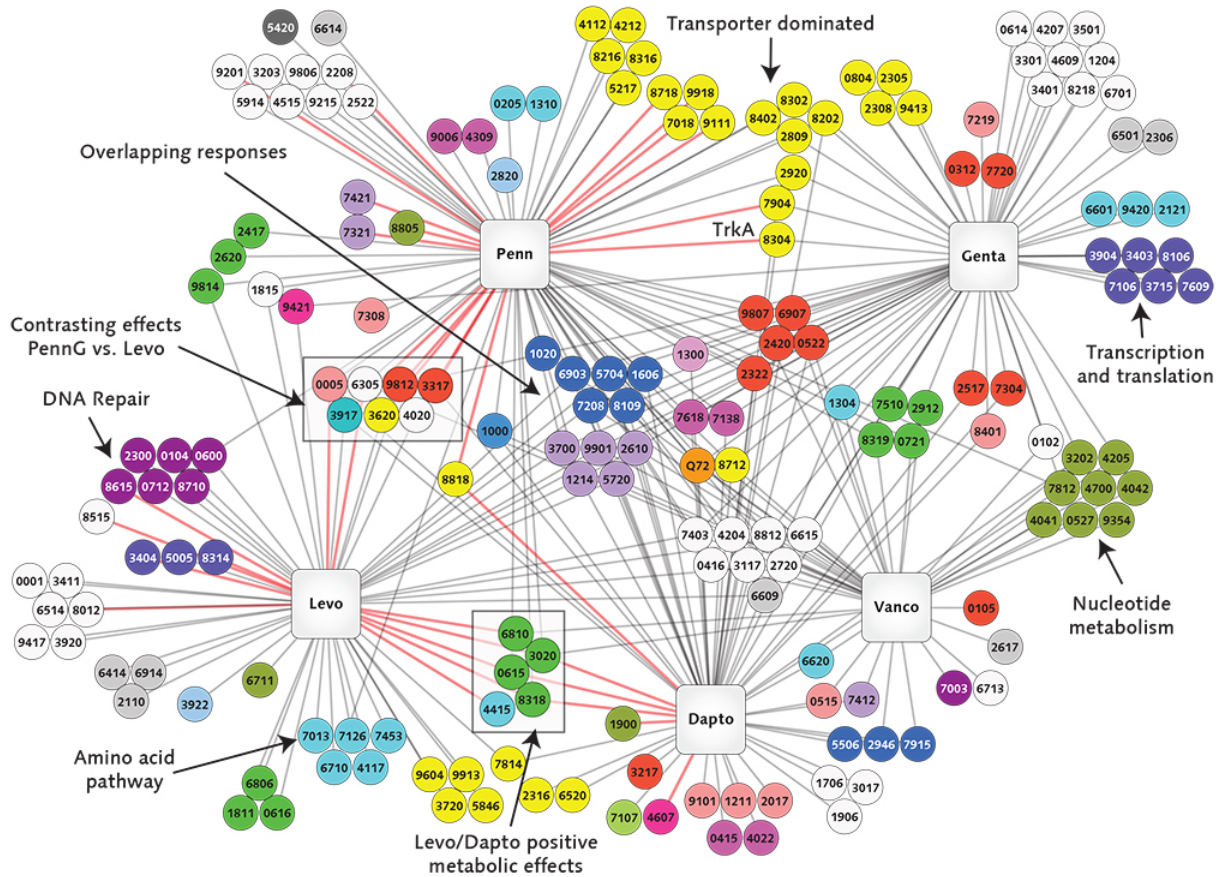 5420 6614
4112 4212
Transporter dominated
0614 4207 3501
9201 3203 9806 2208
8216 8316
3301 4609 1204
5914 4515 9215 2522
5217
8718 9918
7018 9111
0205 1310
8302
8402 8202
2809
0804 2305
2308 9413
3401 8218 6701
7219
6501 2306
9006 4309
Overlapping responses
2820
2920
0312 7720
7421
7321
8805
7904
TrkA
8304
6601 9420 2121
2417
2620
9814
Penn
Genta
3904 3403 8106
7106 3715 7609
1815
9421
7308
Contrasting effects
PennG vs. Levo
9807 6907
2420 0522
2322
Transcription
and translation
1020
6903 5704 1606
7208 8109
1300
0005 6305 9812 3317
3917 3620 4020
DNA Repair
7618 7138
1304
7510 2912
8319 0721
2517 7304
8401
1000
2300 0104 0600
8615 0712 8710
3700 9901 2610
1214 5720
Q72 8712
0102
3202 4205
7812 4700 4042
4041 0527 9354
8818
8515
7403 4204 8812 6615
0416 3117 2720
6609
3404 5005 8314
0001 3411
6514 8012
9417 3920
Levo
Vanco
0105
Nucleotide
metabolism
6810
3020
0615
8318
4415
2617
6620
6414 6914
2110
6711
3922
0515 7412
7003 6713
Dapto
1900
Amino acid
pathway
7013 7126 7453
6710 4117
5506 2946 7915
7814
9604 9913
3720 5846
2316 6520
3217
7107 4607
6806
1811 0616
9101 1211 2017
0415 4022
1706 3017
1906
Levo/Dapto positive
metabolic effects